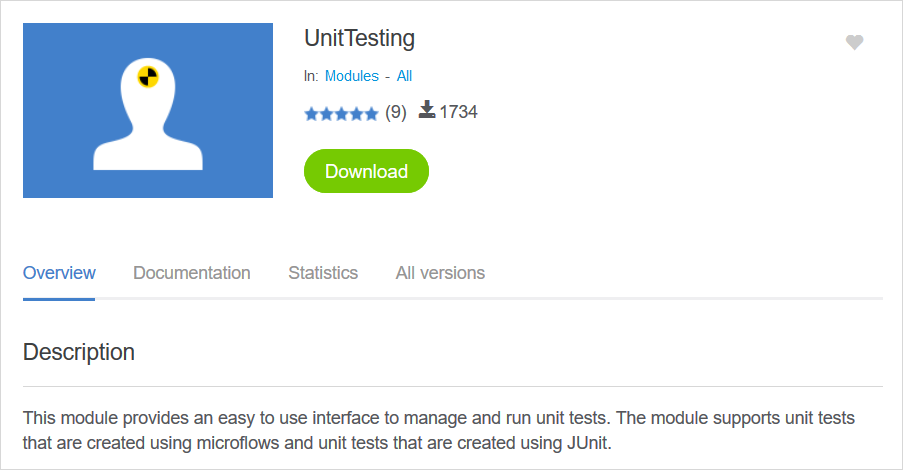 UnitTesting
In: Modules - All
(9) 1734
Download
Overview Documentation Statistics All versions
Description
This module provides an easy to use interface to manage and run unit tests. The module supports unit tests
that are created using microflows and unit tests that are created using JUnit.